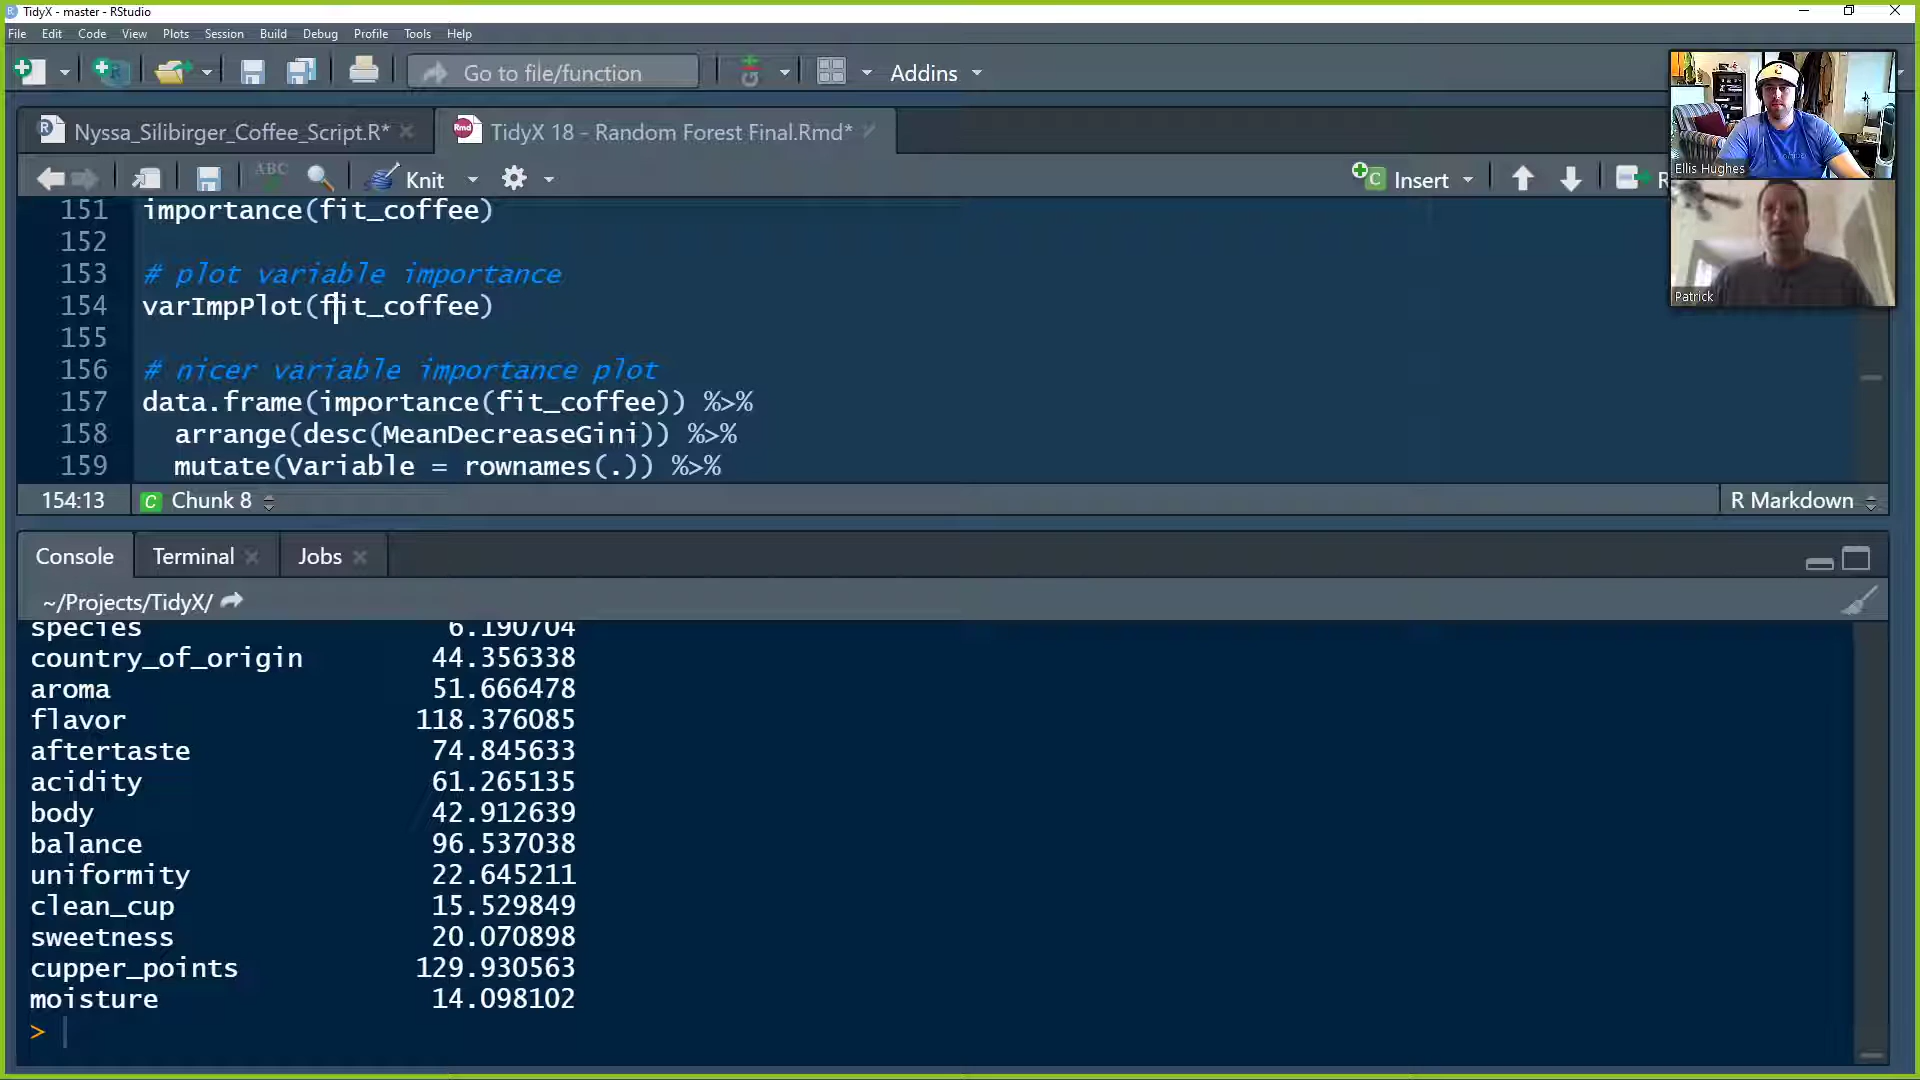 TidyX - master - RStudio
File Edit Code View Plots Session Build Debug Profile Tools Help
Go to file/function Addins
Nyssa_Silibirger_Coffee_Script.R* TidyX 18 - Random Forest Final.Rmd*
Rmd
ABC Knit Insert R
151 importance(fit_coffee)
152
153 # plot variable importance
154 varImpPlot(fit_coffee)
155
156 # nicer variable importance plot
157 data.frame(importance(fit_coffee)) %>%
158 arrange(desc(MeanDecreaseGini)) %>%
159 mutate(Variable = rownames(.)) %>%
154:13 C Chunk 8 R Markdown
Console Terminal Jobs
~/Projects/TidyX/
species 6.190704
country_of_origin 44.356338
aroma 51.666478
flavor 118.376085
aftertaste 74.845633
acidity 61.265135
body 42.912639
balance 96.537038
uniformity 22.645211
clean_cup 15.529849
sweetness 20.070898
cupper_points 129.930563
moisture 14.098102
>
Ellis Hughes
Patrick